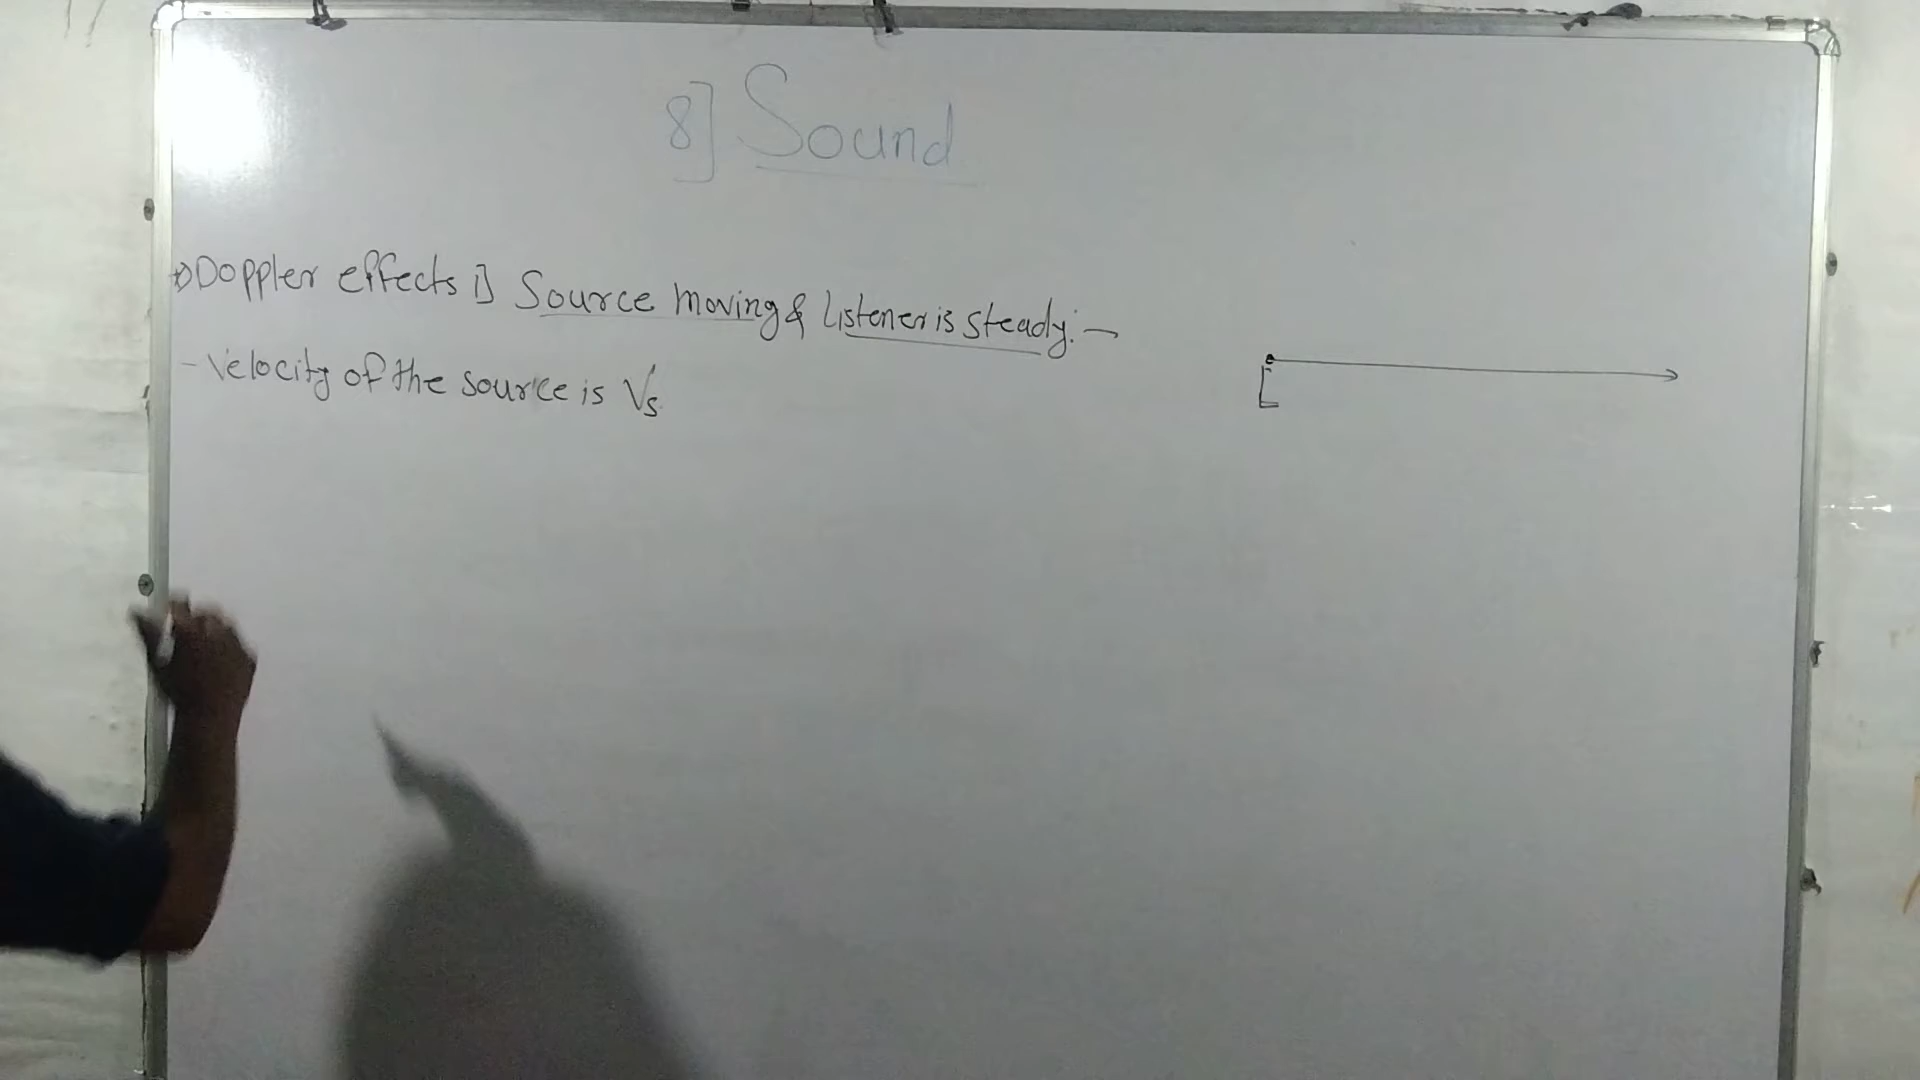 8] Sound
Doppler effects 1] Source moving & Listener is steady:-
- Velocity of the source is Vs
L